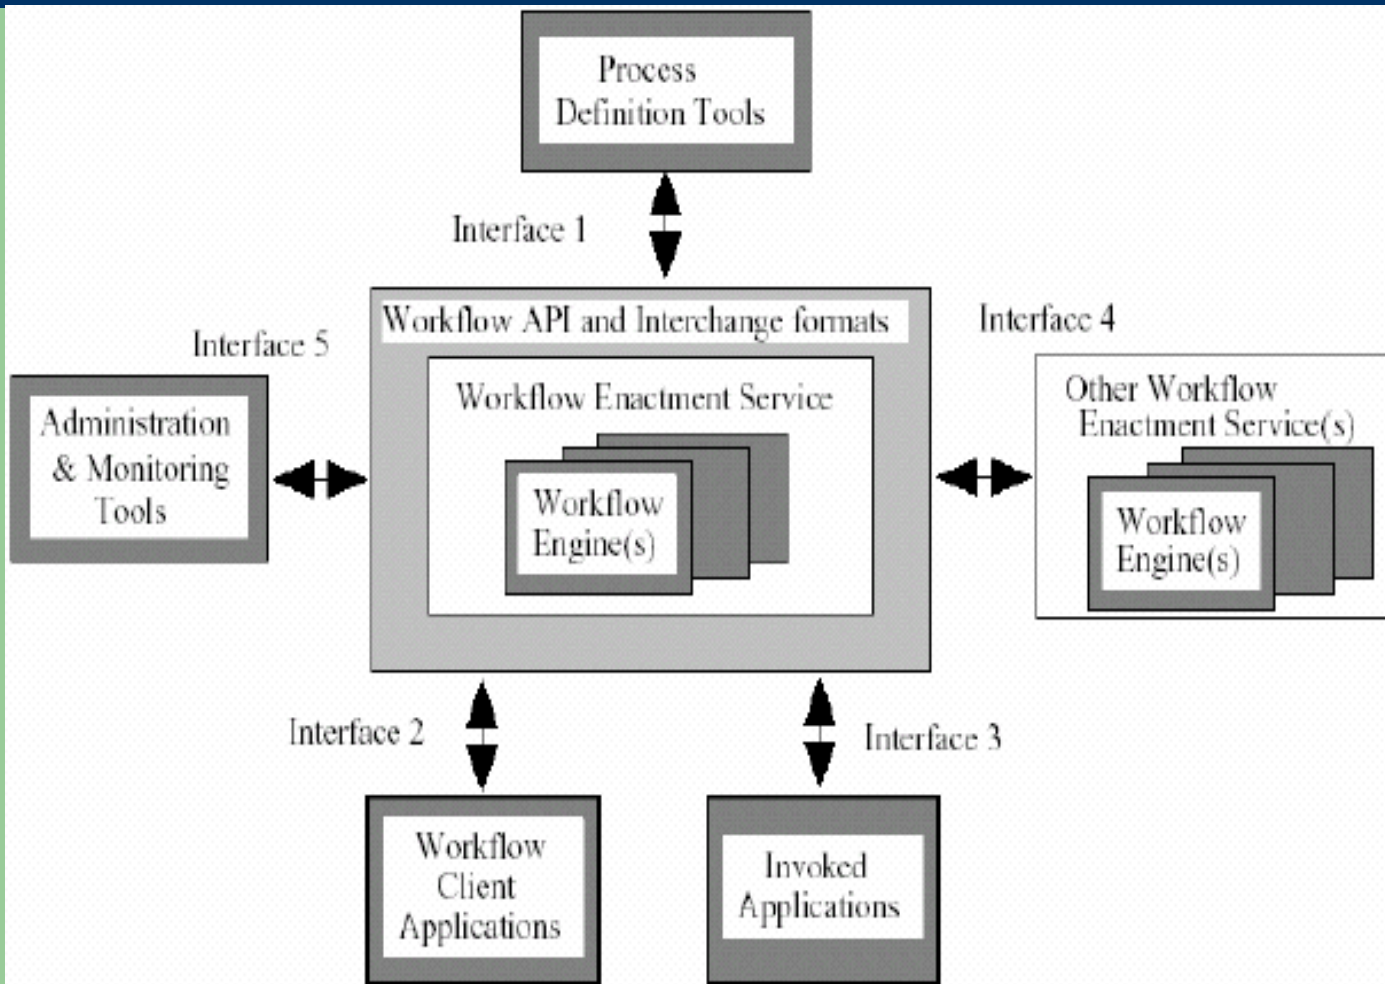 Process
Definition Tools
Interface 1
Workflow API and Interchange formats
Interface 4
Interface 5
Workflow Enactment Service
Other Workflow
Enactment Service(s)
Administration
& Monitoring
Tools
Workflow
Engine(s)
Workflow
Engine(s)
Interface 2
Interface 3
Workflow
Client
Applications
Invoked
Applications